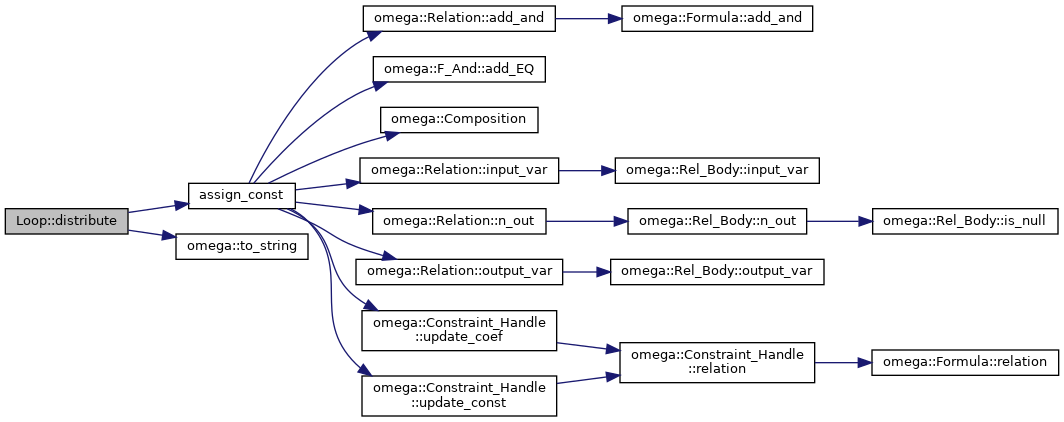 Loop::distribute
assign_const
omega::to_string
omega::Relation::add_and
omega::Formula::add_and
omega::F_And::add_EQ
omega::Composition
omega::Relation::input_var
omega::Rel_Body::input_var
omega::Relation::n_out
omega::Rel_Body::n_out
omega::Rel_Body::is_null
omega::Relation::output_var
omega::Rel_Body::output_var
omega::Constraint_Handle
::update_coef
omega::Constraint_Handle
::relation
omega::Formula::relation
omega::Constraint_Handle
::update_const